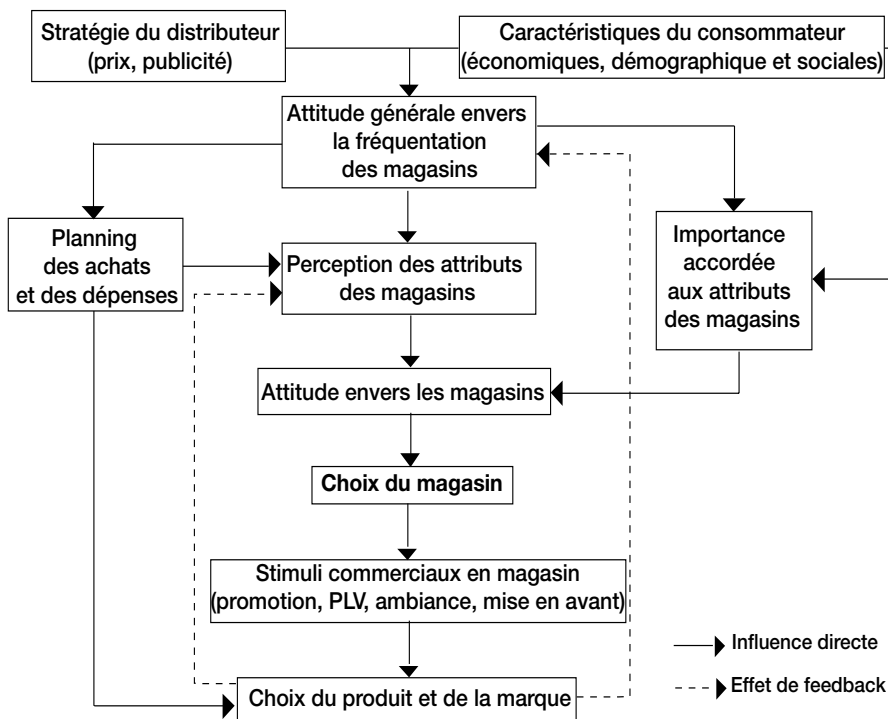 Stratégie du distributeur
(prix, publicité)
Caractéristiques du consommateur
(économiques, démographique et sociales)
Attitude générale envers
la fréquentation
des magasins
Planning
des achats
et des dépenses
Perception des attributs
des magasins
Importance
accordée
aux attributs
des magasins
Attitude envers les magasins
Choix du magasin
Stimuli commerciaux en magasin
(promotion, PLV, ambiance, mise en avant)
Choix du produit et de la marque
Influence directe
Effet de feedback